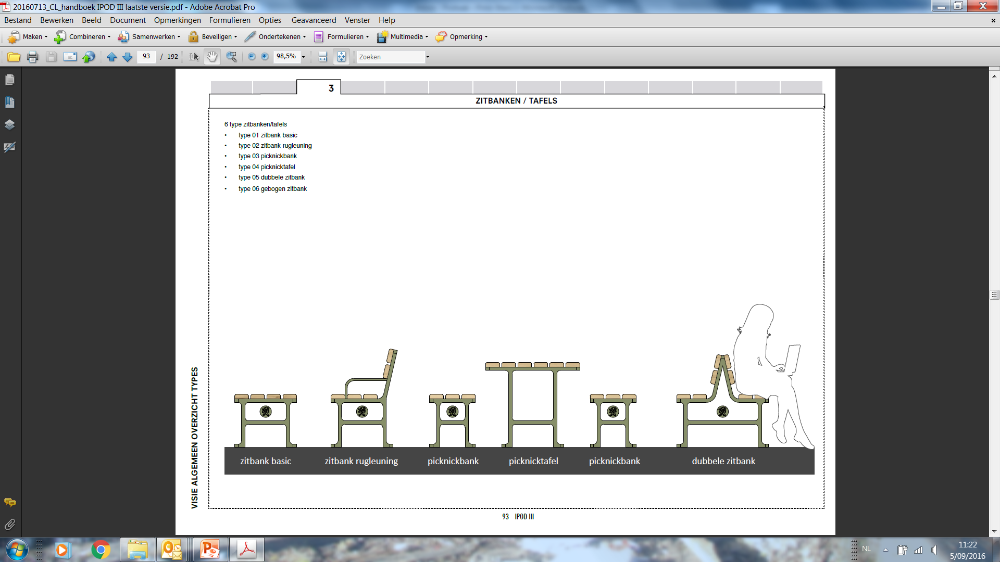 20160713_CL_handboek IPOD III laatste versie.pdf - Adobe Acrobat Pro
Bestand Bewerken Beeld Document Opmerkingen Formulieren Opties Geavanceerd Venster Help
Maken Combineren Samenwerken Beveiligen Ondertekenen Formulieren Multimedia Opmerking
93 / 192 98,5% Zoeken
3
ZITBANKEN / TAFELS
6 type zitbanken/tafels
• type 01 zitbank basic
• type 02 zitbank rugleuning
• type 03 picknickbank
• type 04 picknicktafel
• type 05 dubbele zitbank
• type 06 gebogen zitbank
VISIE ALGEMEEN OVERZICHT TYPES
zitbank basic zitbank rugleuning picknickbank picknicktafel picknickbank dubbele zitbank
93 IPOD III
NL
11:22
5/09/2016